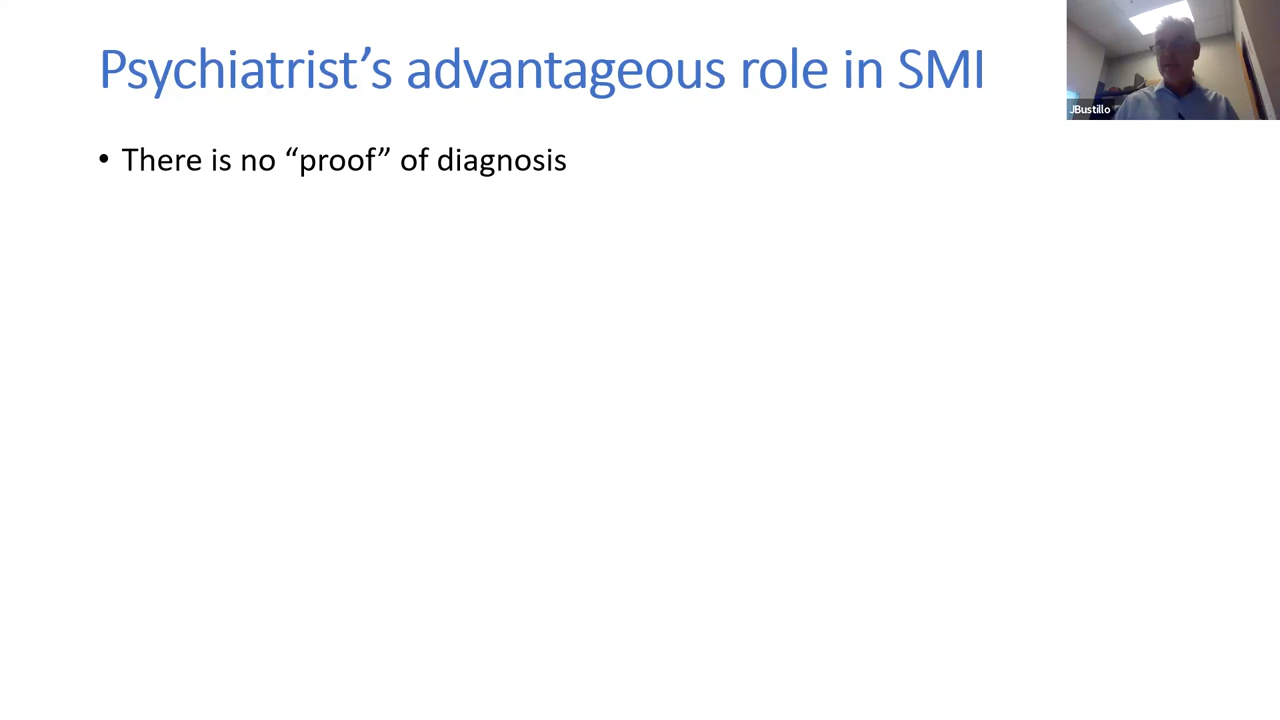 Psychiatrist’s advantageous role in SMI
JBustillo
• There is no “proof” of diagnosis